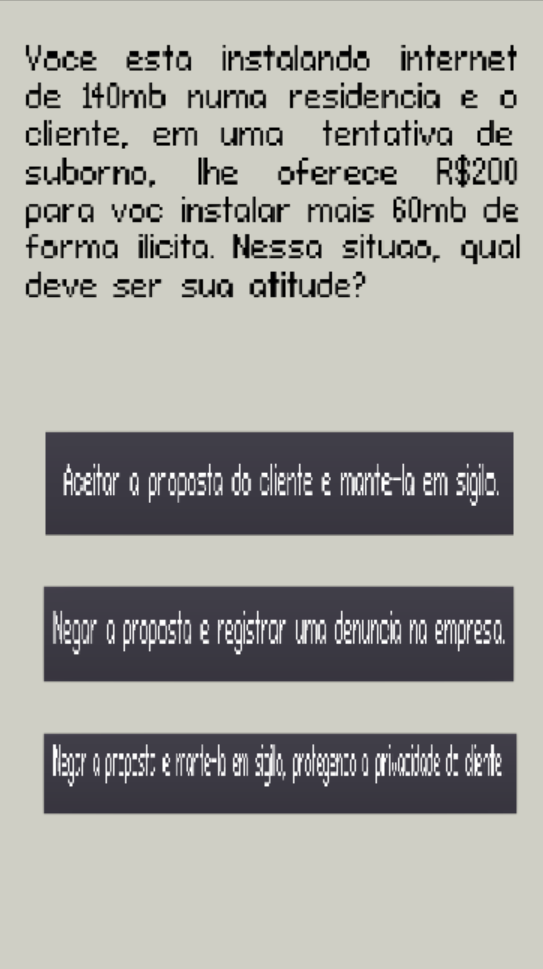 Voce esta instalando internet
de 140mb numa residencia e o
cliente, em uma tentativa de
suborno, lhe oferece R$200
para voc instalar mais 60mb de
forma ilicita. Nessa situao, qual
deve ser sua atitude?
Aceitar a proposta do cliente e mante-la em sigilo.
Negar a proposta e registrar uma denuncia na empresa.
Negar a proposta e mante-la em sigilo, protegendo a privacidade do cliente